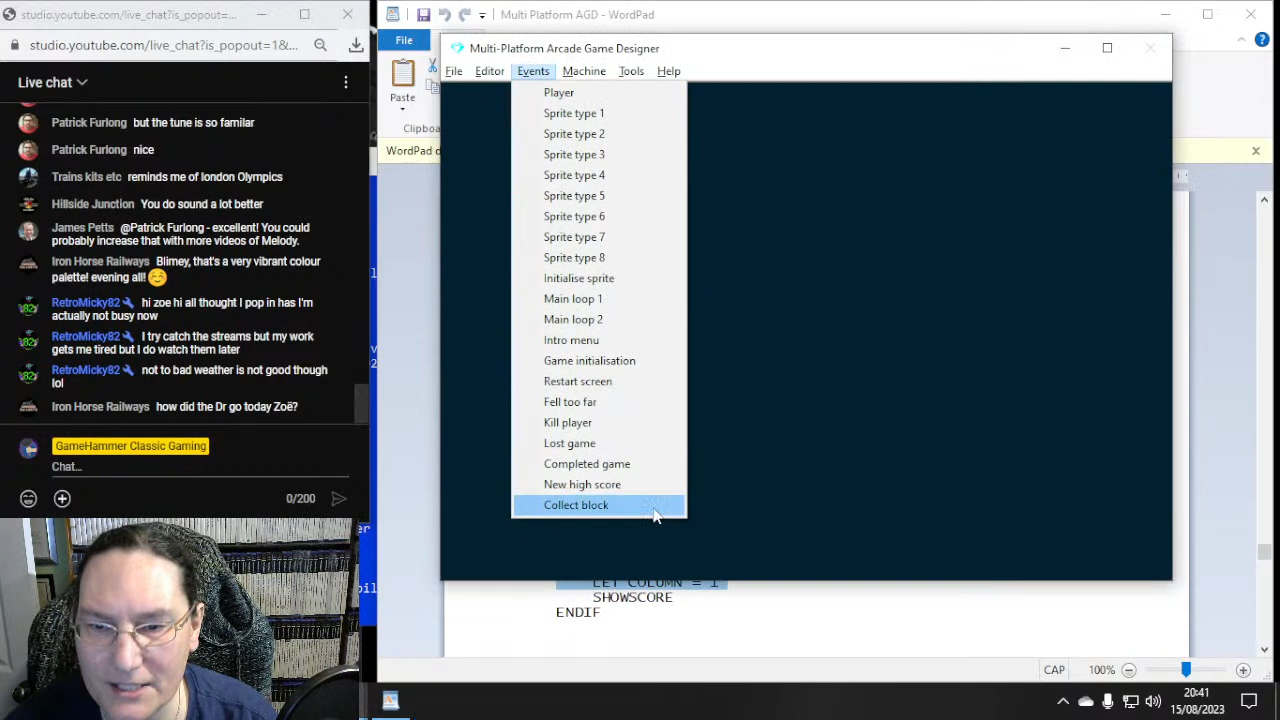 studio.youtube.com/live_chat?is_popout=...
studio.youtube.com/live_chat?is_popout=1&...
Live chat
Patrick Furlong but the tune is so familar
Patrick Furlong nice
Trains kits etc reminds me of london Olympics
Hillside Junction You do sound a lot better
James Petts @Patrick Furlong - excellent! You could
probably increase that with more videos of Melody.
Iron Horse Railways Blimey, that's a very vibrant colour
palette! evening all! 😊
RetroMicky82 hi zoe hi all thought I pop in has I'm
actually not busy now
RetroMicky82 I try catch the streams but my work
gets me tired but I do watch them later
RetroMicky82 not to bad weather is not good though
lol
Iron Horse Railways how did the Dr go today Zoë?
GameHammer Classic Gaming
Chat...
0/200
Multi Platform AGD - WordPad
File
Paste
Clipboa
WordPad d
Multi-Platform Arcade Game Designer
File Editor Events Machine Tools Help
Player
Sprite type 1
Sprite type 2
Sprite type 3
Sprite type 4
Sprite type 5
Sprite type 6
Sprite type 7
Sprite type 8
Initialise sprite
Main loop 1
Main loop 2
Intro menu
Game initialisation
Restart screen
Fell too far
Kill player
Lost game
Completed game
New high score
Collect block
LET COLUMN = 1
SHOWSCORE
ENDIF
CAP 100%
20:41
15/08/2023